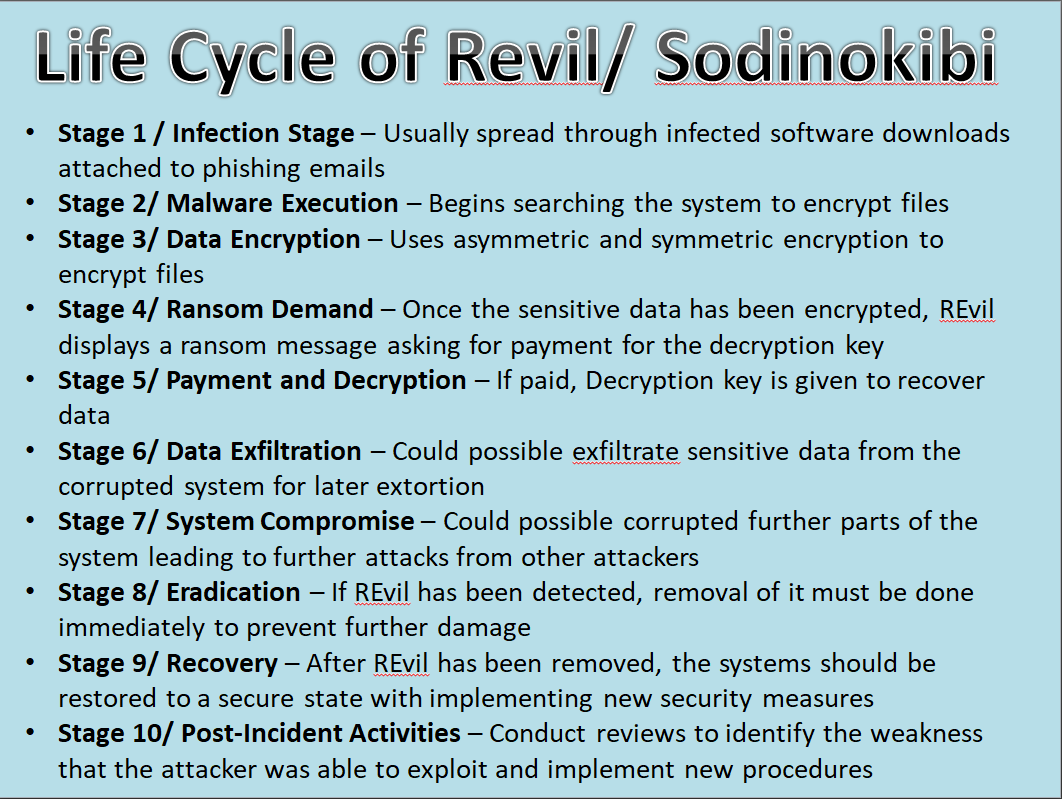 Life Cycle of Revil/ Sodinokibi
• Stage 1 / Infection Stage – Usually spread through infected software downloads
attached to phishing emails
• Stage 2/ Malware Execution – Begins searching the system to encrypt files
• Stage 3/ Data Encryption – Uses asymmetric and symmetric encryption to
encrypt files
• Stage 4/ Ransom Demand – Once the sensitive data has been encrypted, REvil
displays a ransom message asking for payment for the decryption key
• Stage 5/ Payment and Decryption – If paid, Decryption key is given to recover
data
• Stage 6/ Data Exfiltration – Could possible exfiltrate sensitive data from the
corrupted system for later extortion
• Stage 7/ System Compromise – Could possible corrupted further parts of the
system leading to further attacks from other attackers
• Stage 8/ Eradication – If REvil has been detected, removal of it must be done
immediately to prevent further damage
• Stage 9/ Recovery – After REvil has been removed, the systems should be
restored to a secure state with implementing new security measures
• Stage 10/ Post-Incident Activities – Conduct reviews to identify the weakness
that the attacker was able to exploit and implement new procedures